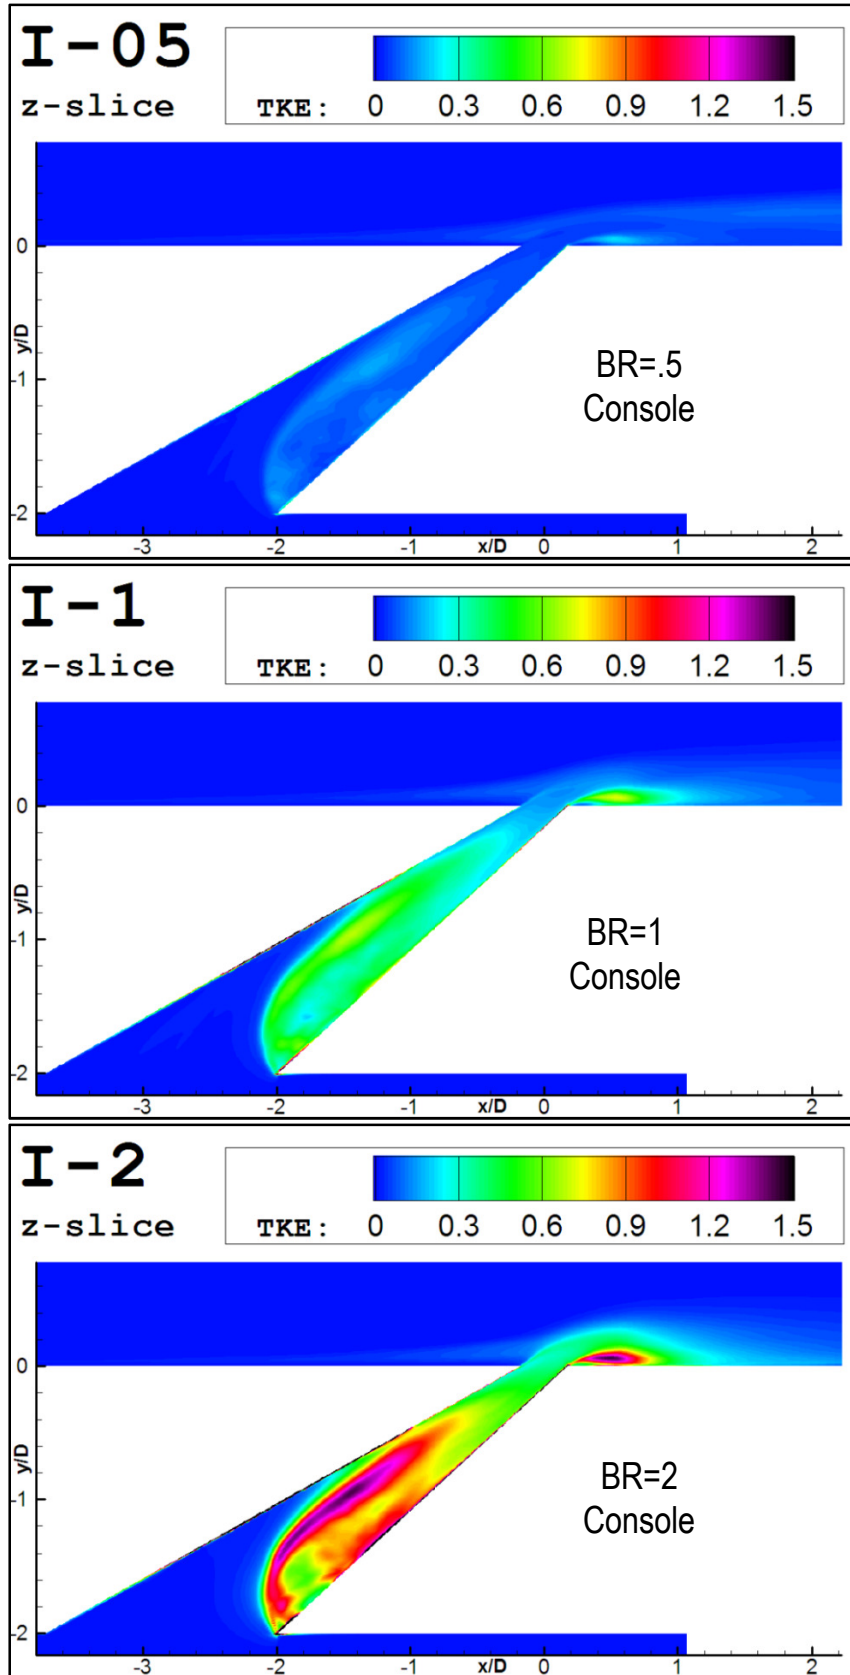 I-05
z-slice
TKE: 0 0.3 0.6 0.9 1.2 1.5
0
y/D
-1
BR=.5
Console
-2
-3 -2 -1 x/D 0 1 2
I-1
z-slice
TKE: 0 0.3 0.6 0.9 1.2 1.5
0
y/D
-1
BR=1
Console
-2
-3 -2 -1 x/D 0 1 2
I-2
z-slice
TKE: 0 0.3 0.6 0.9 1.2 1.5
0
y/D
-1
BR=2
Console
-2
-3 -2 -1 x/D 0 1 2